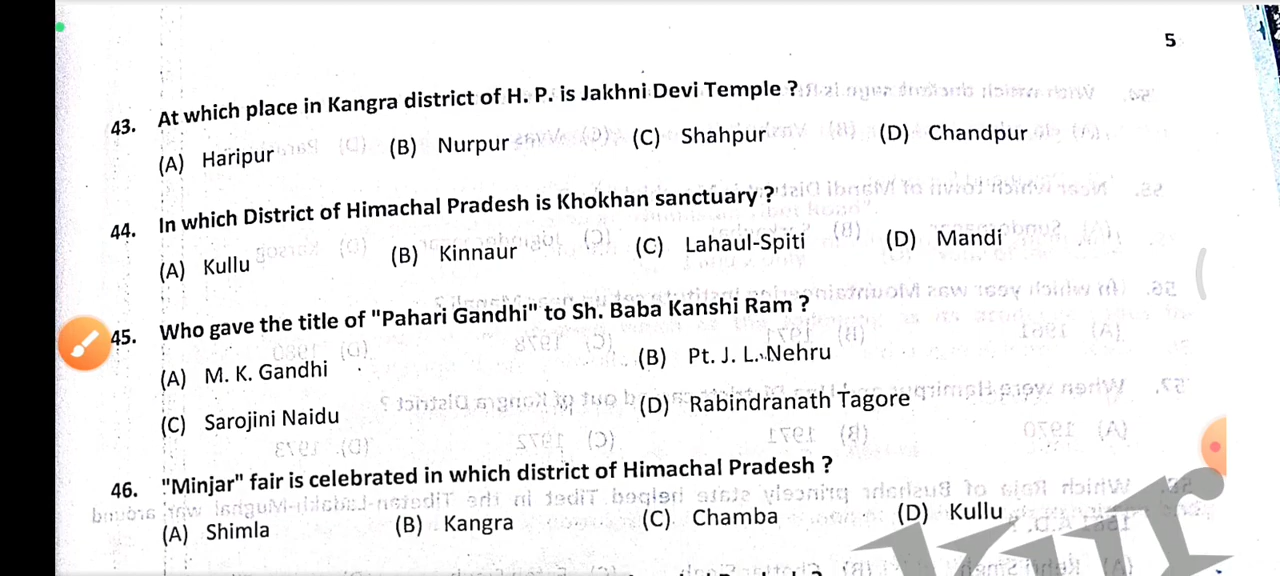 5
43. At which place in Kangra district of H. P. is Jakhni Devi Temple ?
(A) Haripur (B) Nurpur (C) Shahpur (D) Chandpur
44. In which District of Himachal Pradesh is Khokhan sanctuary ?
(A) Kullu (B) Kinnaur (C) Lahaul-Spiti (D) Mandi
45. Who gave the title of "Pahari Gandhi" to Sh. Baba Kanshi Ram ?
(A) M. K. Gandhi (B) Pt. J. L. Nehru
(C) Sarojini Naidu (D) Rabindranath Tagore
46. "Minjar" fair is celebrated in which district of Himachal Pradesh ?
(A) Shimla (B) Kangra (C) Chamba (D) Kullu